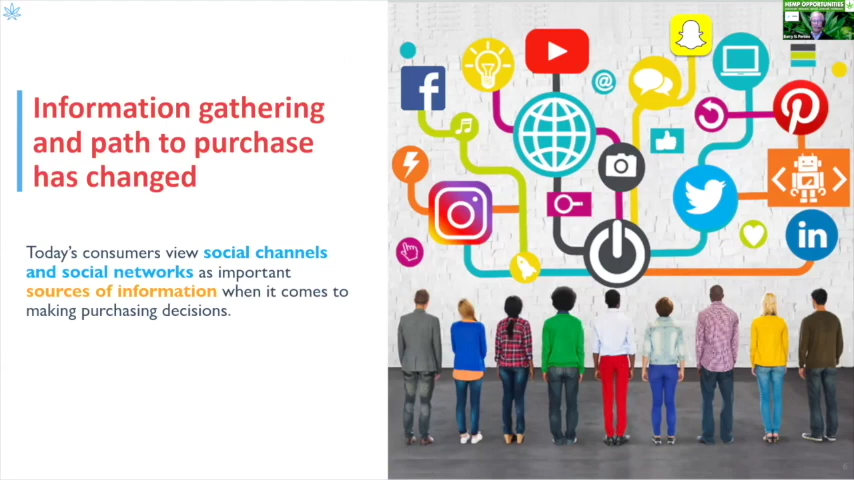 HEMP OPPORTUNITIES
Information gathering
and path to purchase
has changed
Today's consumers view social channels
and social networks as important
sources of information when it comes to
making purchasing decisions.
f
@
in